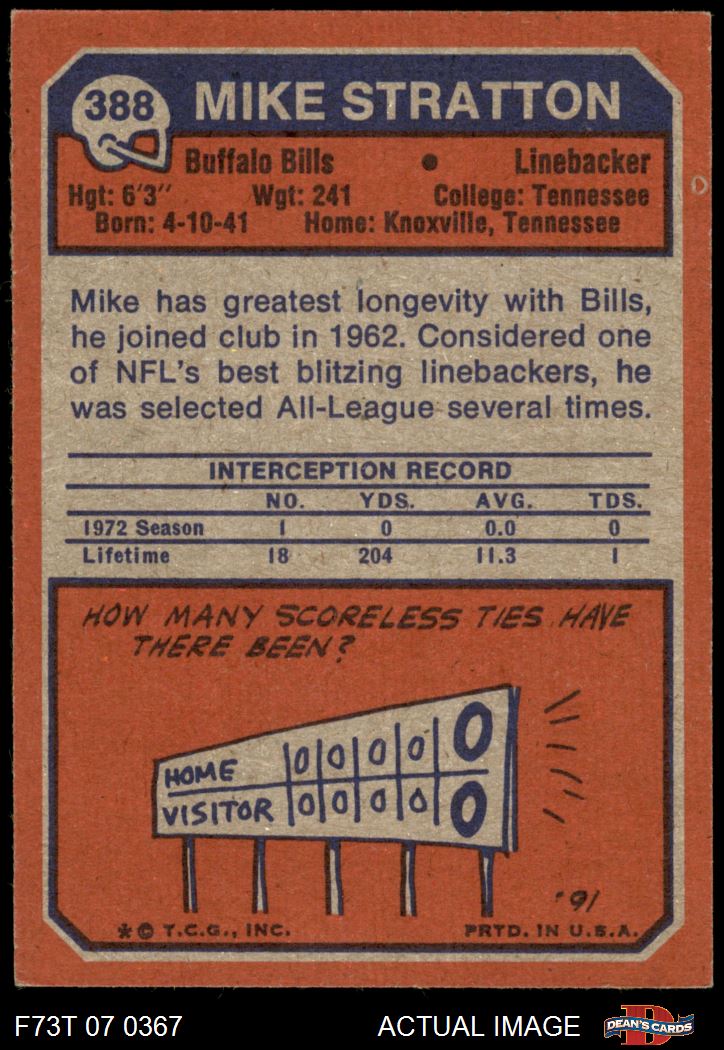 388 MIKE STRATTON
Buffalo Bills • Linebacker
Hgt: 6'3" Wgt: 241 College: Tennessee
Born: 4-10-41 Home: Knoxville, Tennessee
Mike has greatest longevity with Bills,
he joined club in 1962. Considered one
of NFL's best blitzing linebackers, he
was selected All-League several times.
INTERCEPTION RECORD
NO. YDS. AVG. TDS.
1972 Season 1 0 0.0 0
Lifetime 18 204 11.3 1
HOW MANY SCORELESS TIES HAVE
THERE BEEN?
HOME 0 0 0 0 0
VISITOR 0 0 0 0 0
91
* © T.C.G., INC. PRTD. IN U.S.A.
F73T 07 0367 ACTUAL IMAGE D DEAN'S CARDS